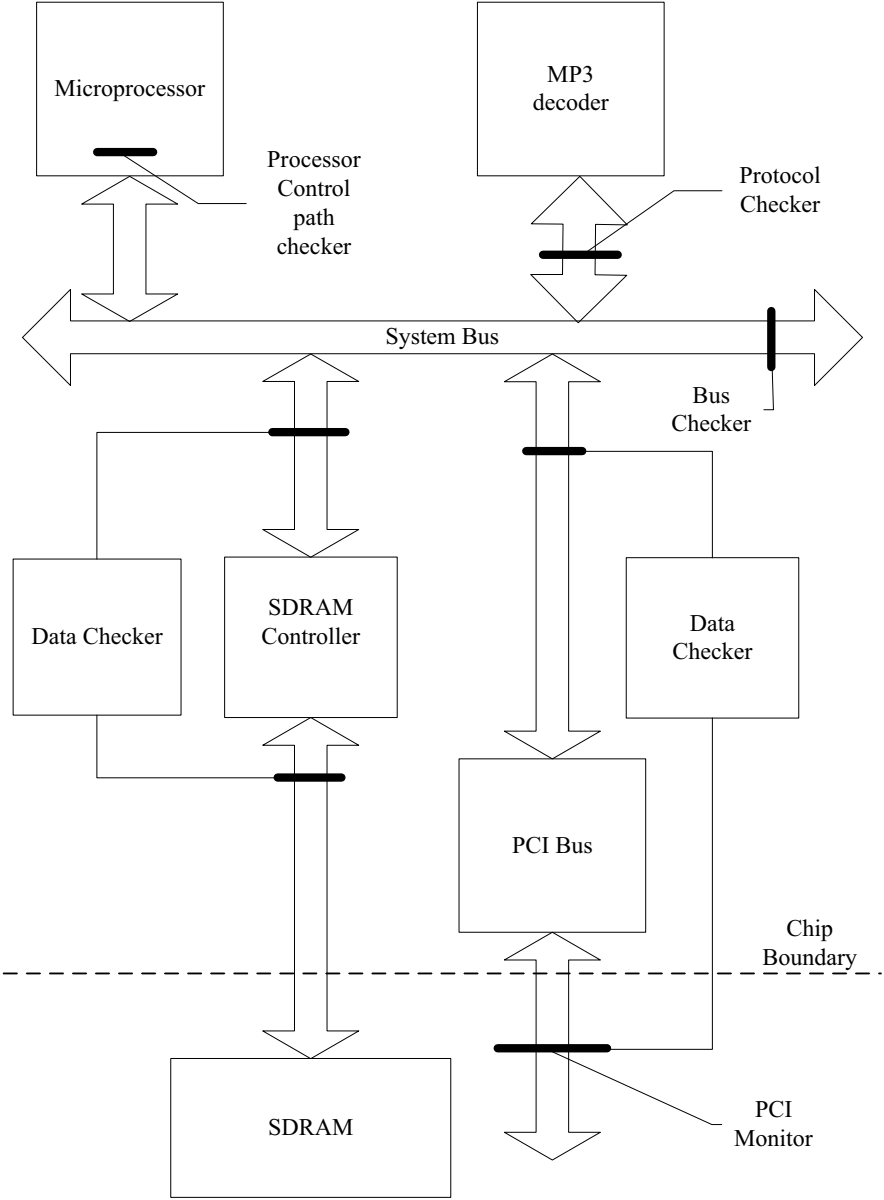 Microprocessor
MP3
decoder
Processor
Control
path
checker
Protocol
Checker
System Bus
Bus
Checker
Data Checker
SDRAM
Controller
Data
Checker
PCI Bus
Chip
Boundary
SDRAM
PCI
Monitor